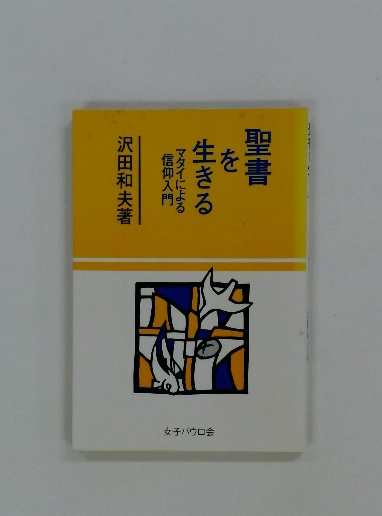 聖書
を
生きる
マタイによる
信仰入門
沢田和夫著
女子パウロ会